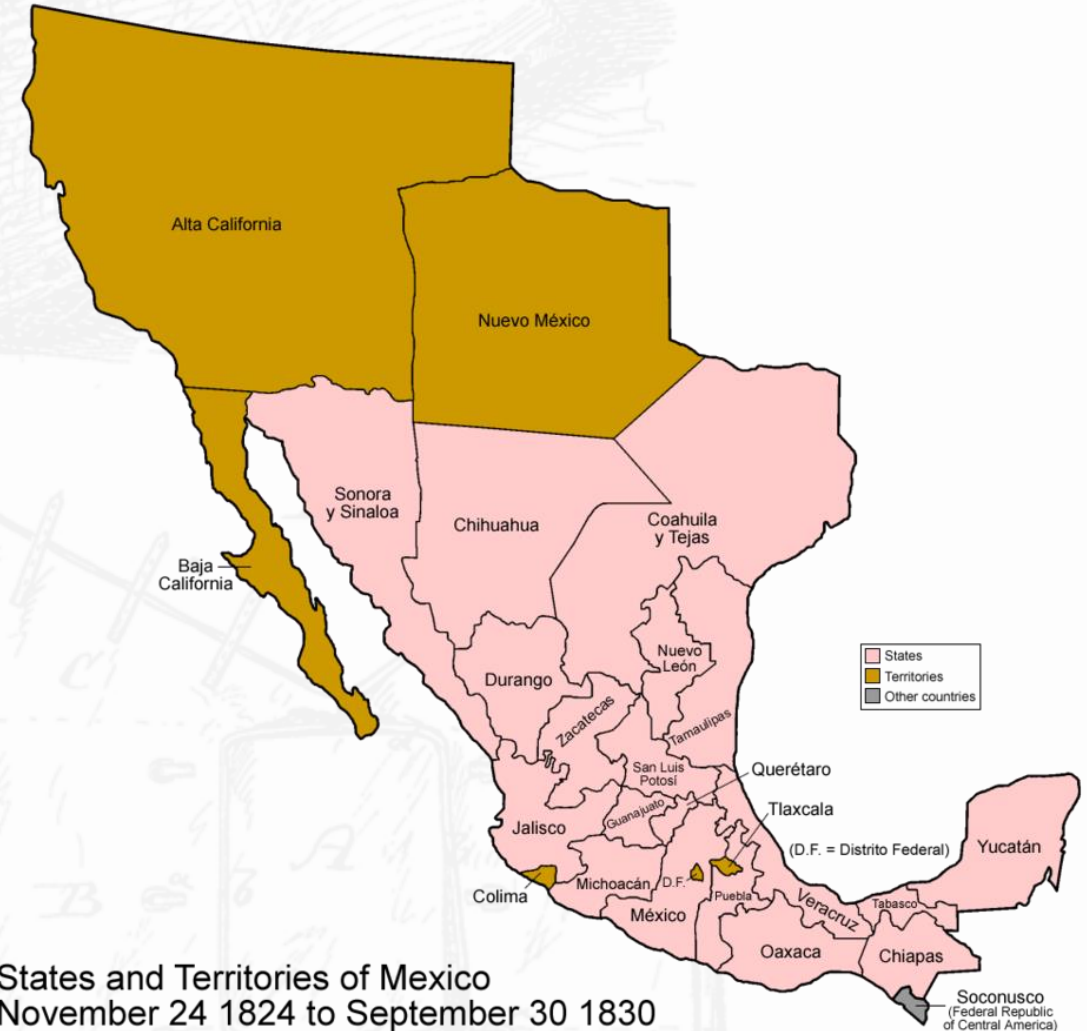 Alta California
Nuevo México
Sonora
y Sinaloa
Chihuahua
Coahuila
y Tejas
Baja
California
Nuevo
León
Durango
Zacatecas
Tamaulipas
San Luis
Potosí
Querétaro
Guanajuato
Tlaxcala
Jalisco
(D.F. = Distrito Federal)
Yucatán
Colima
Michoacán
D.F.
Puebla
Veracruz
Tabasco
México
Oaxaca
Chiapas
Soconusco
(Federal Republic
of Central America)
States
Territories
Other countries
States and Territories of Mexico
November 24 1824 to September 30 1830